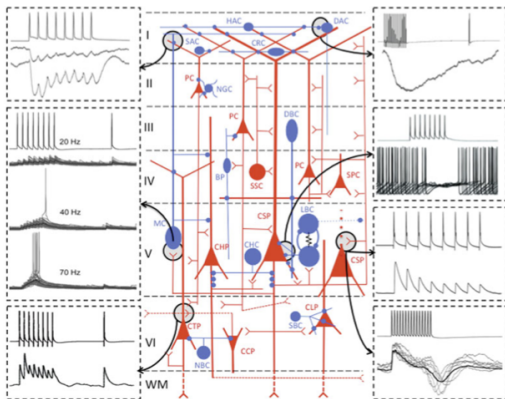 HAC
DAC
I
SAC
CRC
II
PC
NGC
PC
DBC
III
20 Hz
IV
BP
SSC
PC
SPC
40 Hz
MC
CSP
LBC
V
CHP
CHC
CSP
70 Hz
CLP
VI
CTP
SBC
CCP
NBC
WM